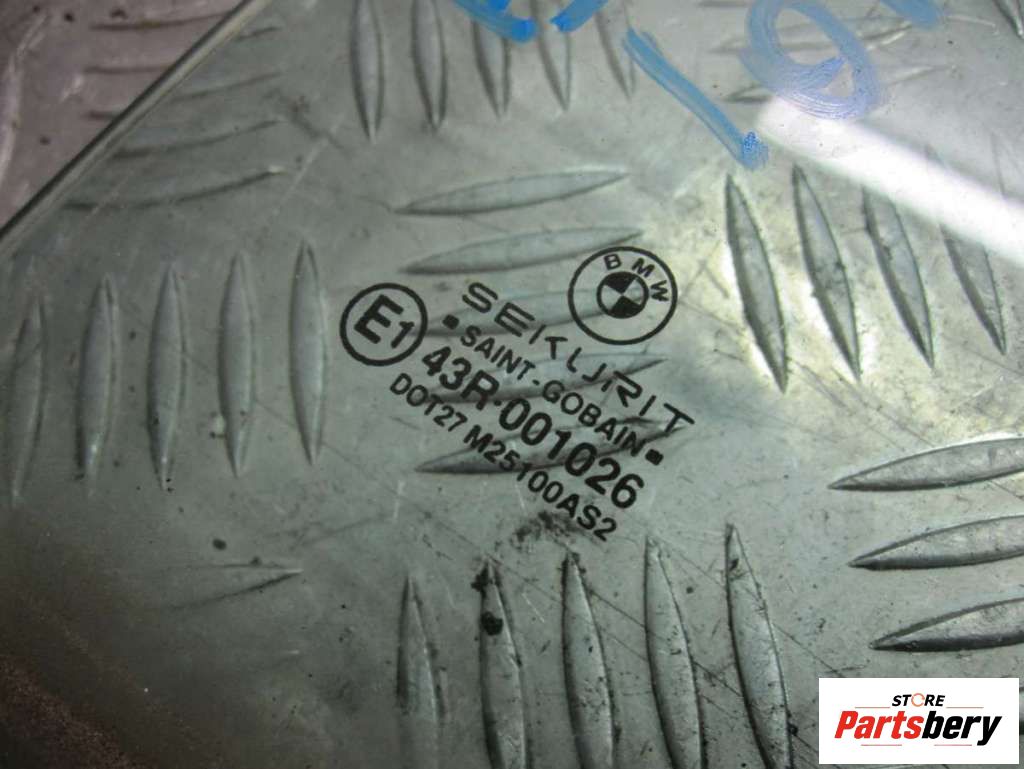 BMW
E1
SEKURIT
SAINT-GOBAIN
43R-001026
DOT27 M25100AS2
STORE
Partsbery